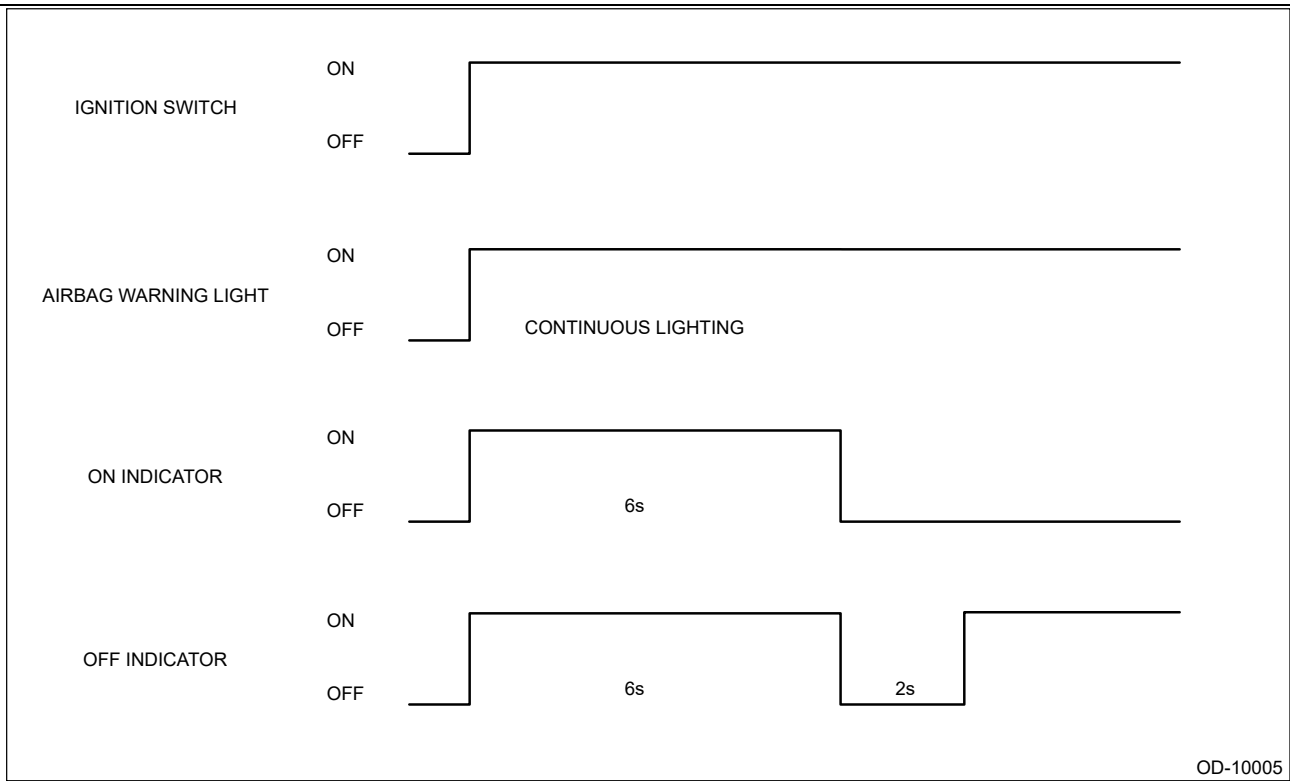 ON
IGNITION SWITCH
OFF
ON
AIRBAG WARNING LIGHT
OFF
CONTINUOUS LIGHTING
ON
ON INDICATOR
OFF
6s
ON
OFF INDICATOR
OFF
6s
2s
OD-10005